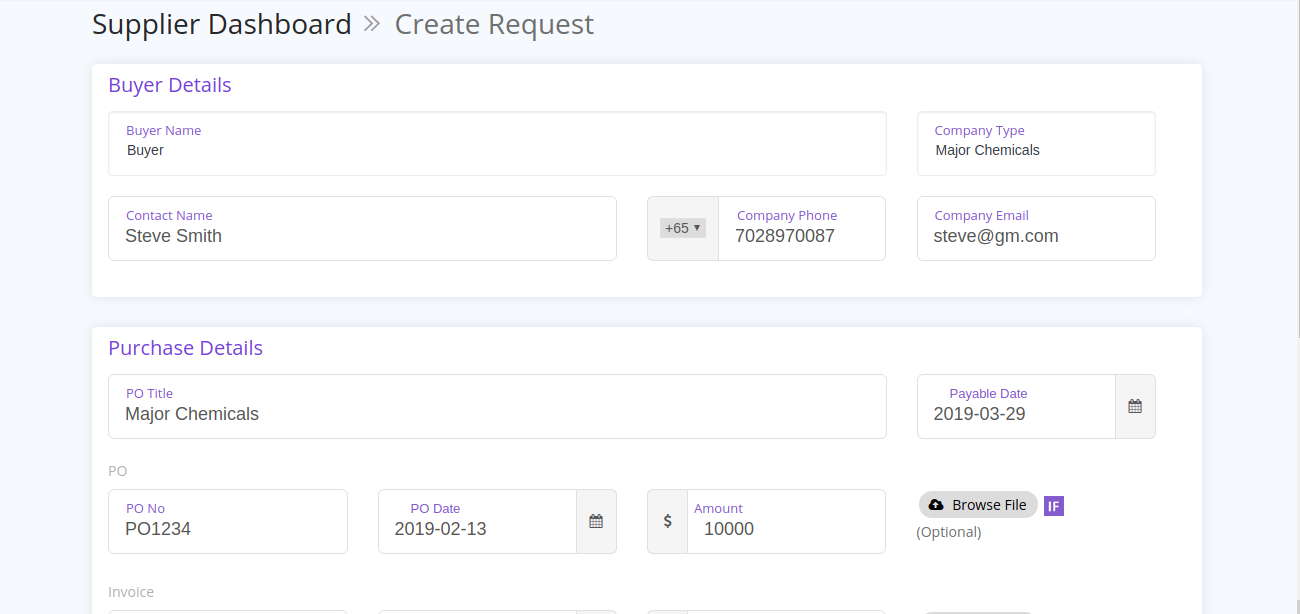 Supplier Dashboard » Create Request
Buyer Details
Buyer Name
Buyer
Company Type
Major Chemicals
Contact Name
Steve Smith
+65 ▾
Company Phone
7028970087
Company Email
steve@gm.com
Purchase Details
PO Title
Major Chemicals
Payable Date
2019-03-29
PO
PO No
PO1234
PO Date
2019-02-13
$
Amount
10000
Browse File
IF
(Optional)
Invoice